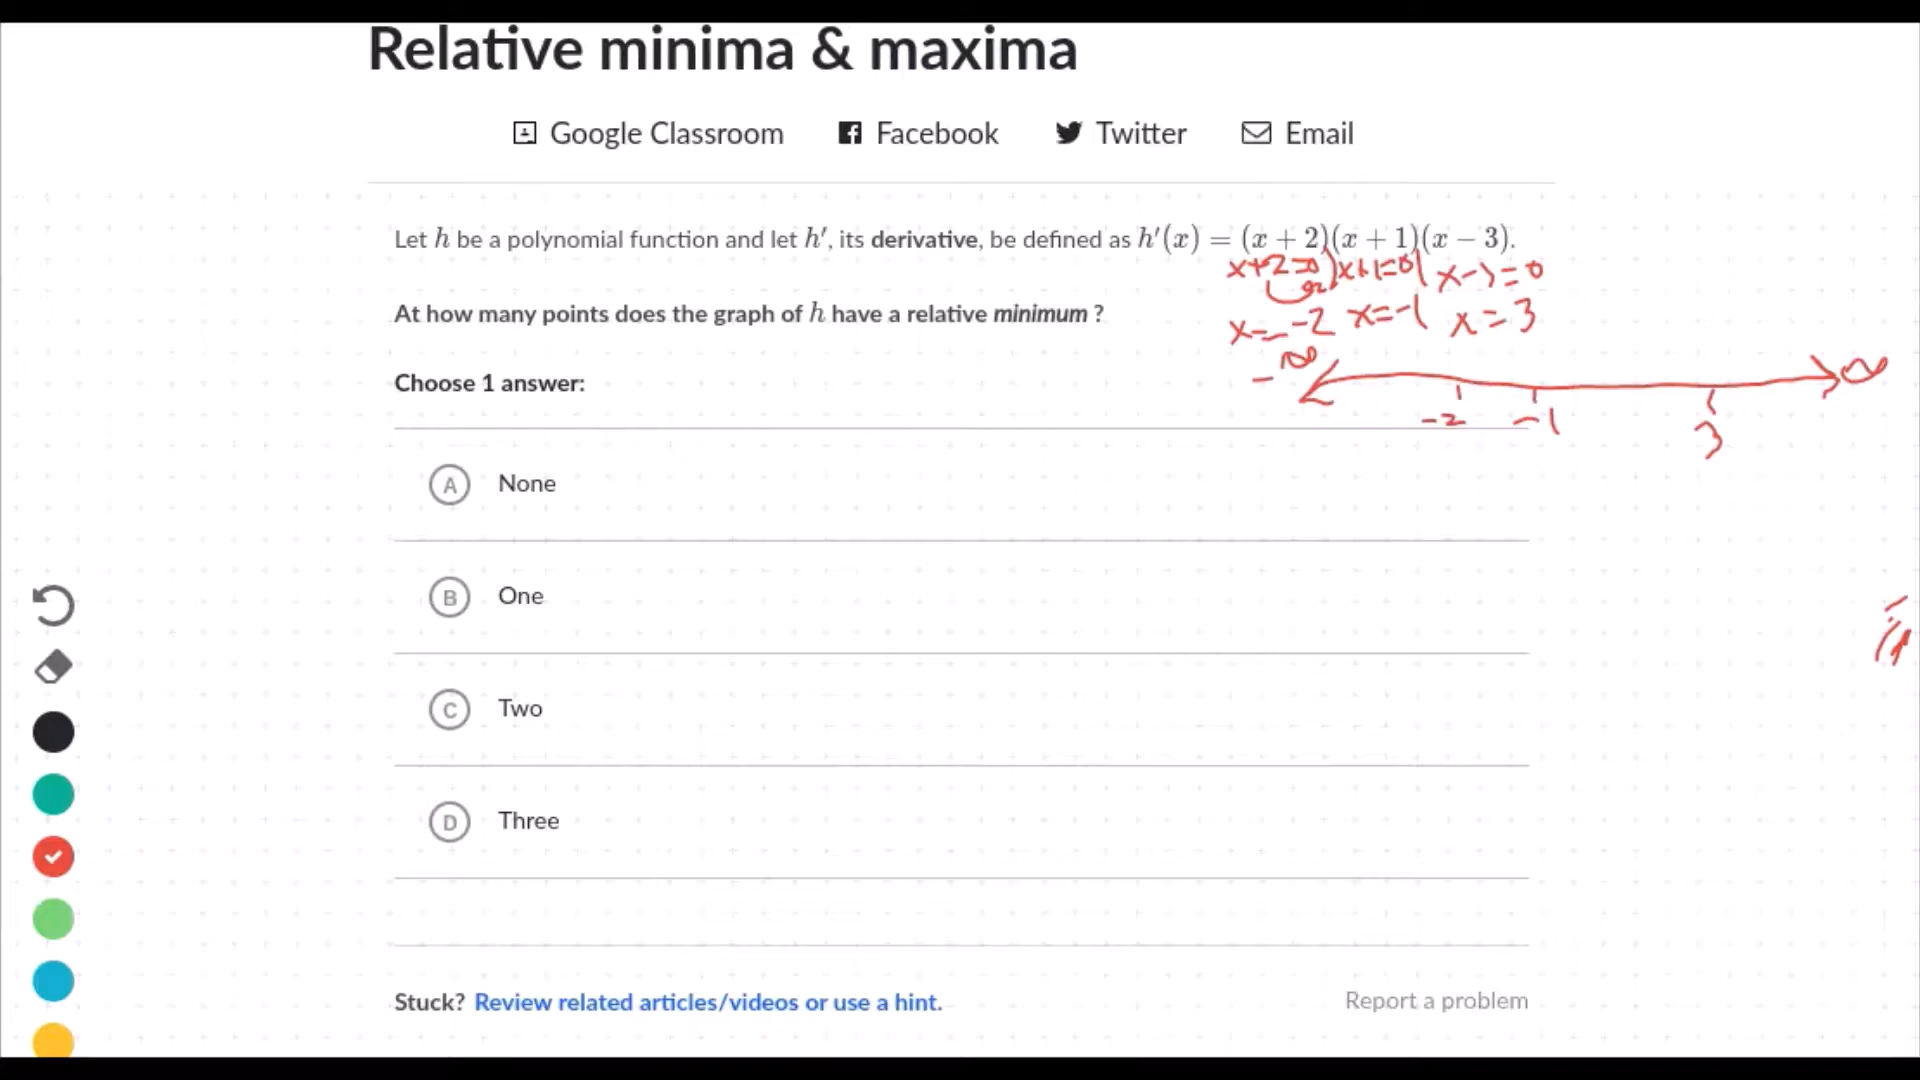 Relative minima & maxima
Google Classroom Facebook Twitter Email
Let h be a polynomial function and let h′, its derivative, be defined as h′(x) = (x + 2)(x + 1)(x − 3).
x+2=0 x+1=0 x-3=0
At how many points does the graph of h have a relative minimum ?
x=-2 x=-1 x=3
-∞ ∞
Choose 1 answer:
-2 -1 3
A None
B One
C Two
D Three
Stuck? Review related articles/videos or use a hint.
Report a problem